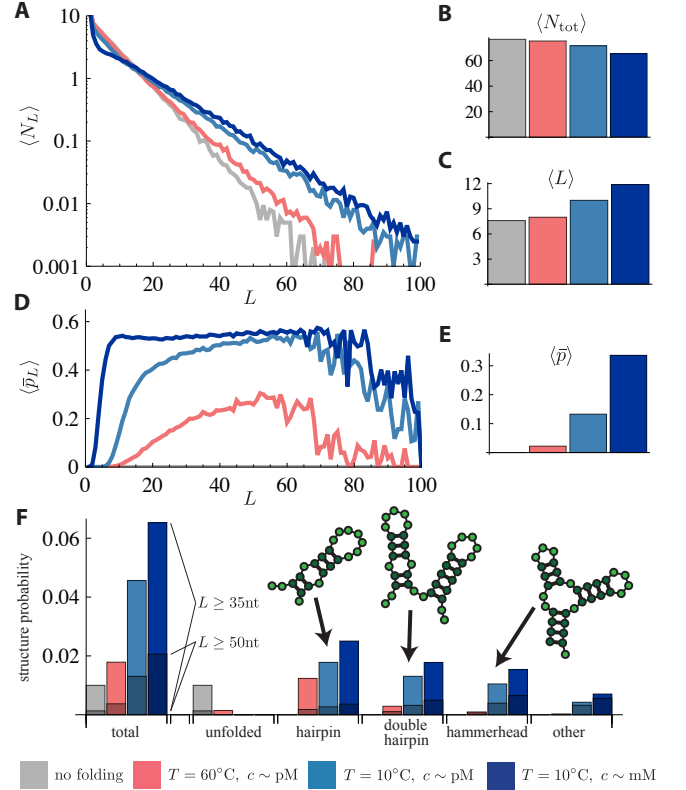 A
10
1
0.1
0.01
0.001
⟨N_L⟩
0 20 40 60 80 100
L
B
⟨N_tot⟩
60
40
20
C
⟨L⟩
12
9
6
3
D
0.6
0.4
0.2
0
⟨p̄_L⟩
0 20 40 60 80 100
L
E
⟨p̄⟩
0.3
0.2
0.1
F
0.06
0.04
0.02
structure probability
L ≥ 35nt
L ≥ 50nt
total unfolded hairpin double hairpin hammerhead other
no folding T = 60°C, c ∼ pM T = 10°C, c ∼ pM T = 10°C, c ∼ mM